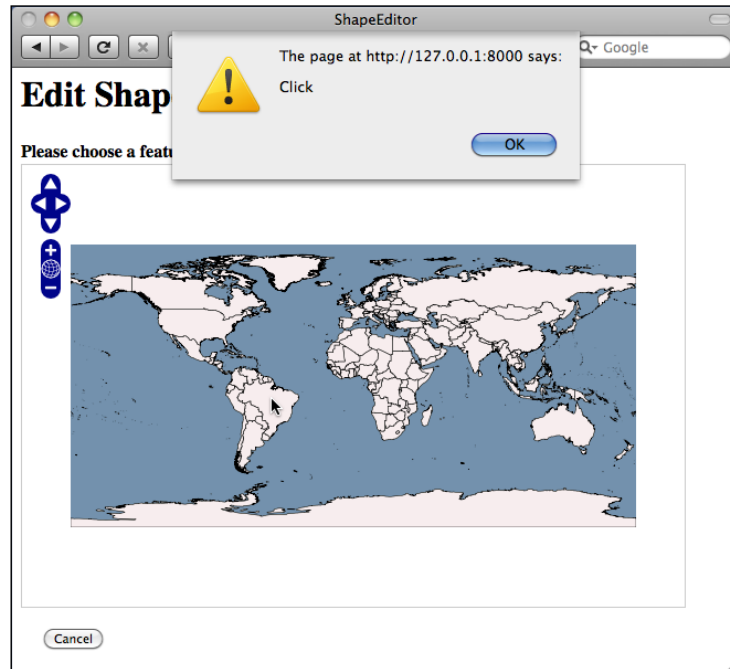 ShapeEditor
The page at http://127.0.0.1:8000 says:
Google
Click
Edit Shap
OK
Please choose a featu
Cancel